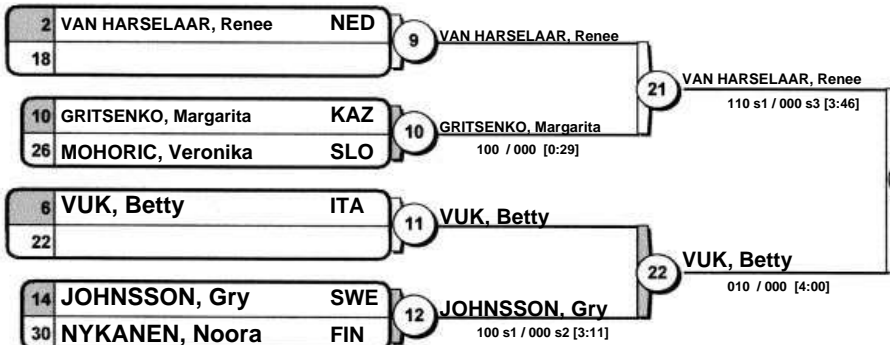 2 VAN HARSELAAR, Renee NED
18
9
VAN HARSELAAR, Renee
10 GRITSENKO, Margarita KAZ
26 MOHORIC, Veronika SLO
10
GRITSENKO, Margarita
100 / 000 [0:29]
21
VAN HARSELAAR, Renee
110 s1 / 000 s3 [3:46]
6 VUK, Betty ITA
22
11
VUK, Betty
14 JOHNSSON, Gry SWE
30 NYKANEN, Noora FIN
12
JOHNSSON, Gry
100 s1 / 000 s2 [3:11]
22
VUK, Betty
010 / 000 [4:00]